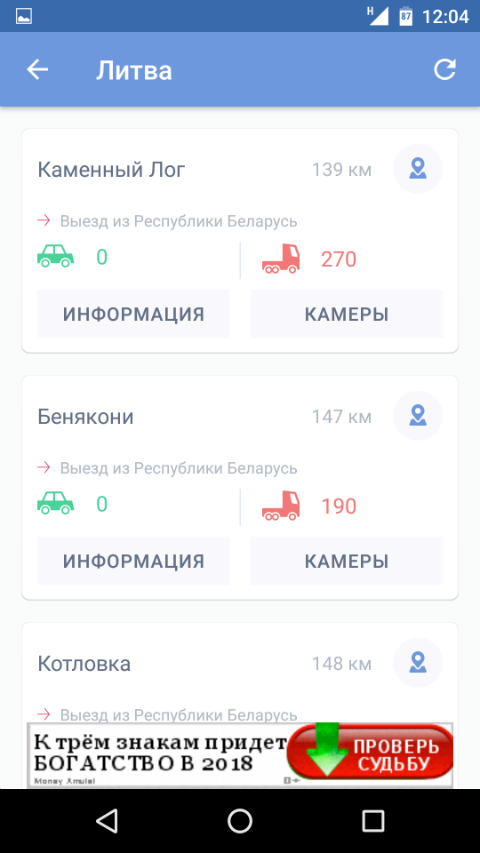 H
87
12:04
Литва
Каменный Лог
139 км
Выезд из Республики Беларусь
0
270
ИНФОРМАЦИЯ
КАМЕРЫ
Бенякони
147 км
Выезд из Республики Беларусь
0
190
ИНФОРМАЦИЯ
КАМЕРЫ
Котловка
148 км
Выезд из Республики Беларусь
К трём знакам придет
БОГАТСТВО В 2018
Money Amulet
ПРОВЕРЬ
СУДЬБУ